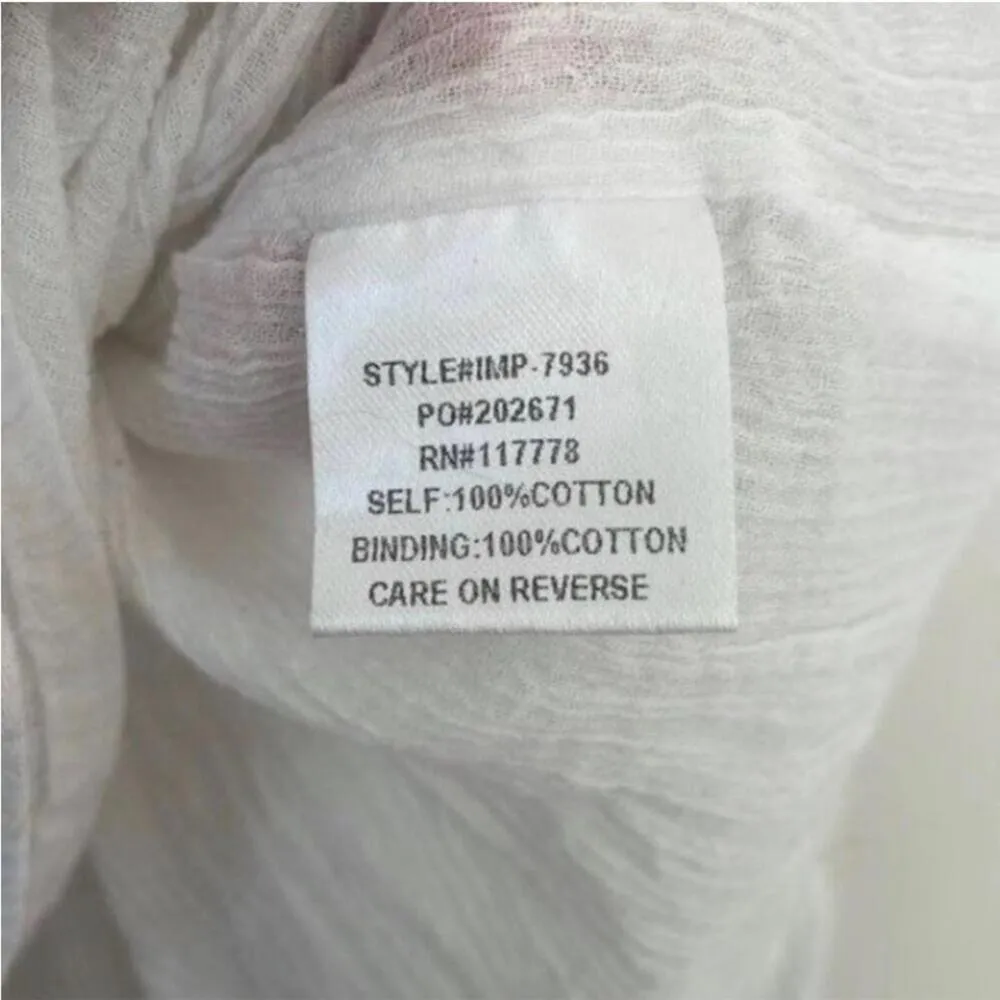 STYLE#IMP-7936
PO#202671
RN#117778
SELF:100%COTTON
BINDING:100%COTTON
CARE ON REVERSE